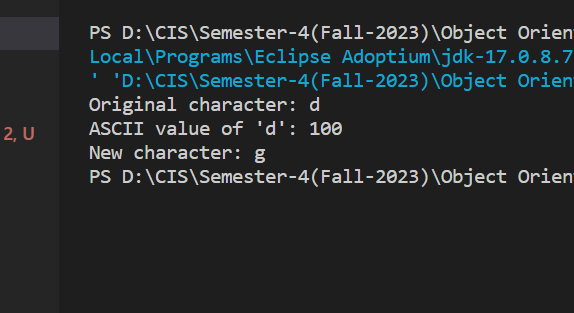 PS D:\CIS\Semester-4(Fall-2023)\Object Orien
Local\Programs\Eclipse Adoptium\jdk-17.0.8.7
' 'D:\CIS\Semester-4(Fall-2023)\Object Orien
Original character: d
ASCII value of 'd': 100
2, U
New character: g
PS D:\CIS\Semester-4(Fall-2023)\Object Orien